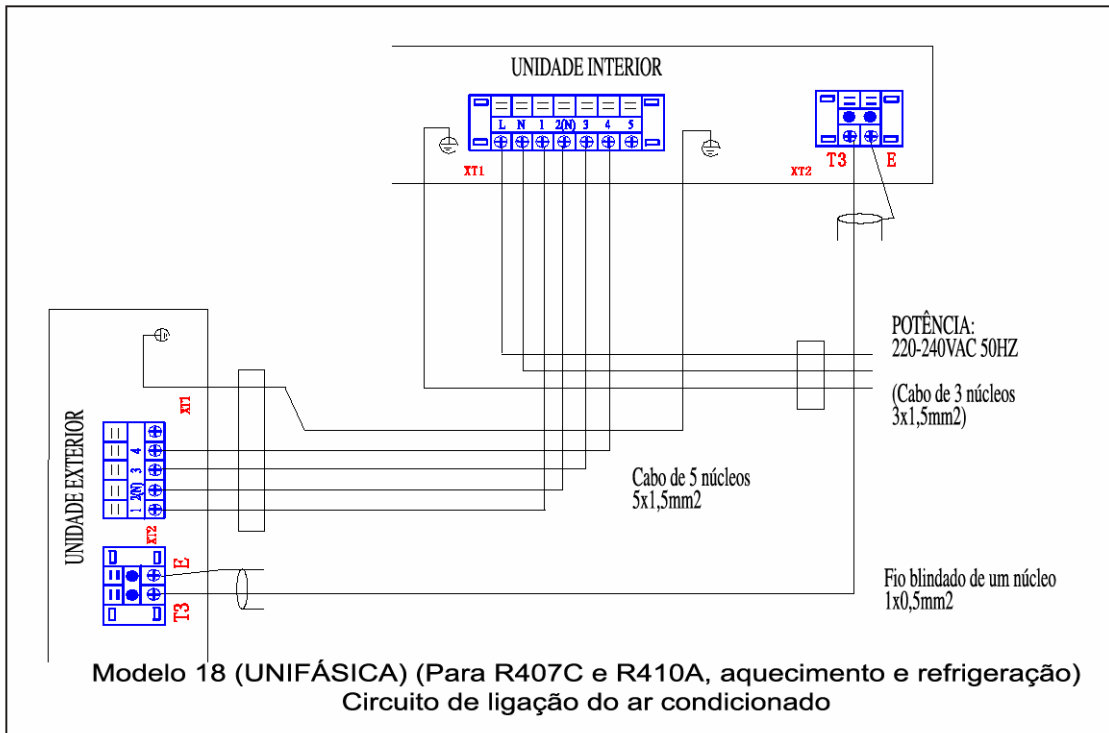 UNIDADE INTERIOR
L N 1 2(N) 3 4 5
XT1
XT2
T3 E
POTÊNCIA:
220-240VAC 50HZ
(Cabo de 3 núcleos
3x1,5mm2)
UNIDADE EXTERIOR
XT1
1 2(N) 3 4
XT2
E
T3
Cabo de 5 núcleos
5x1,5mm2
Fio blindado de um núcleo
1x0,5mm2
Modelo 18 (UNIFÁSICA) (Para R407C e R410A, aquecimento e refrigeração)
Circuito de ligação do ar condicionado